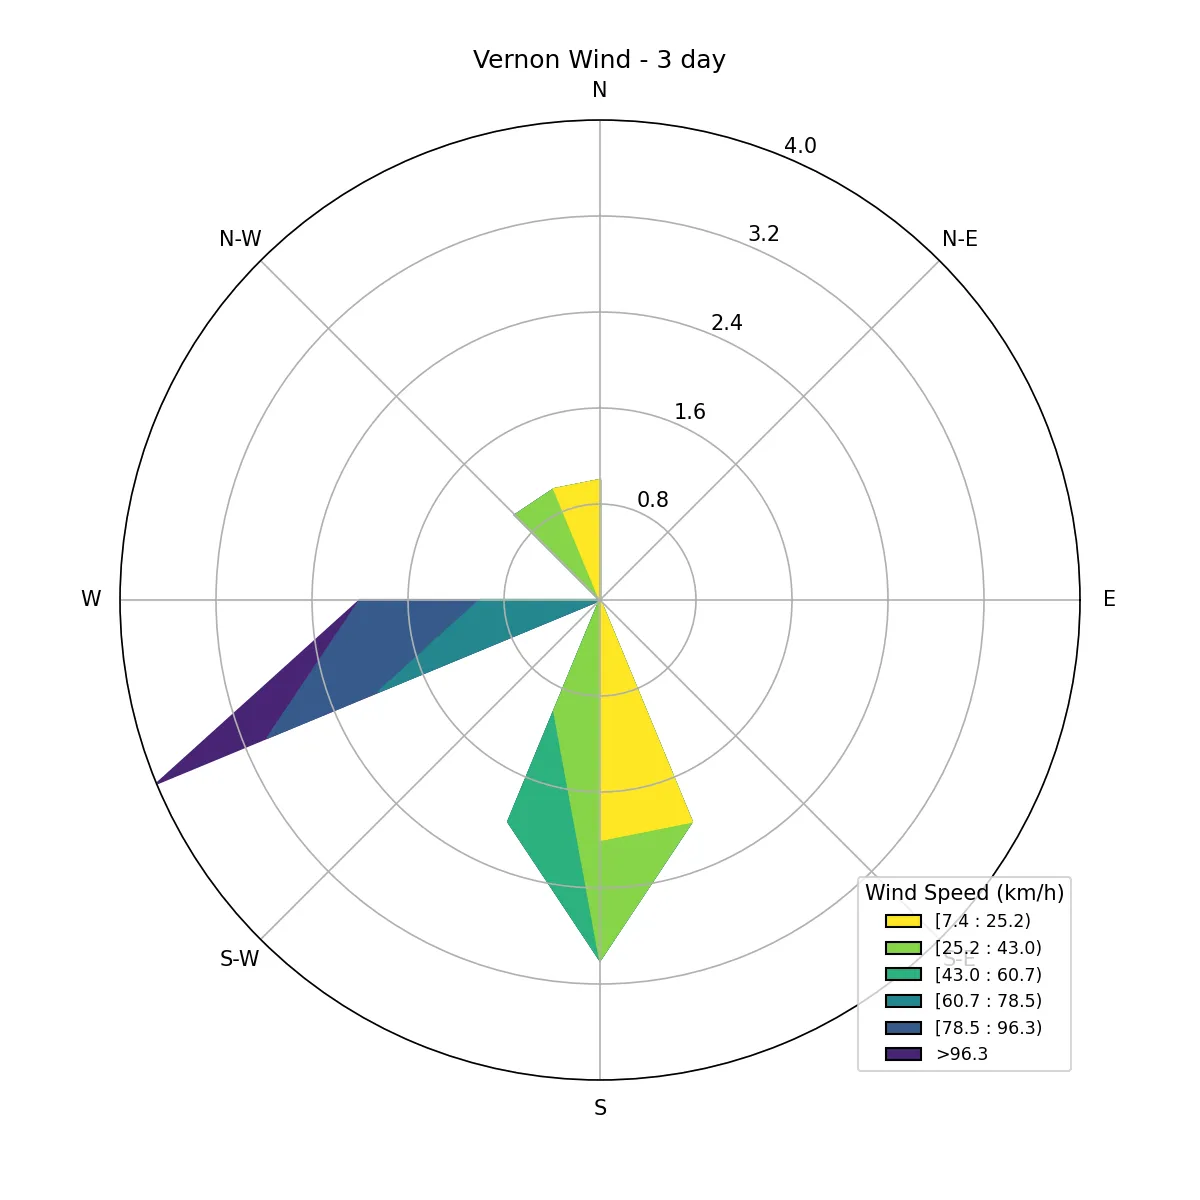 Vernon Wind - 3 day
N
4.0
N-W
3.2
N-E
2.4
1.6
0.8
W
E
Wind Speed (km/h)
[7.4 : 25.2)
[25.2 : 43.0)
S-W
S-E
[43.0 : 60.7)
[60.7 : 78.5)
[78.5 : 96.3)
>96.3
S